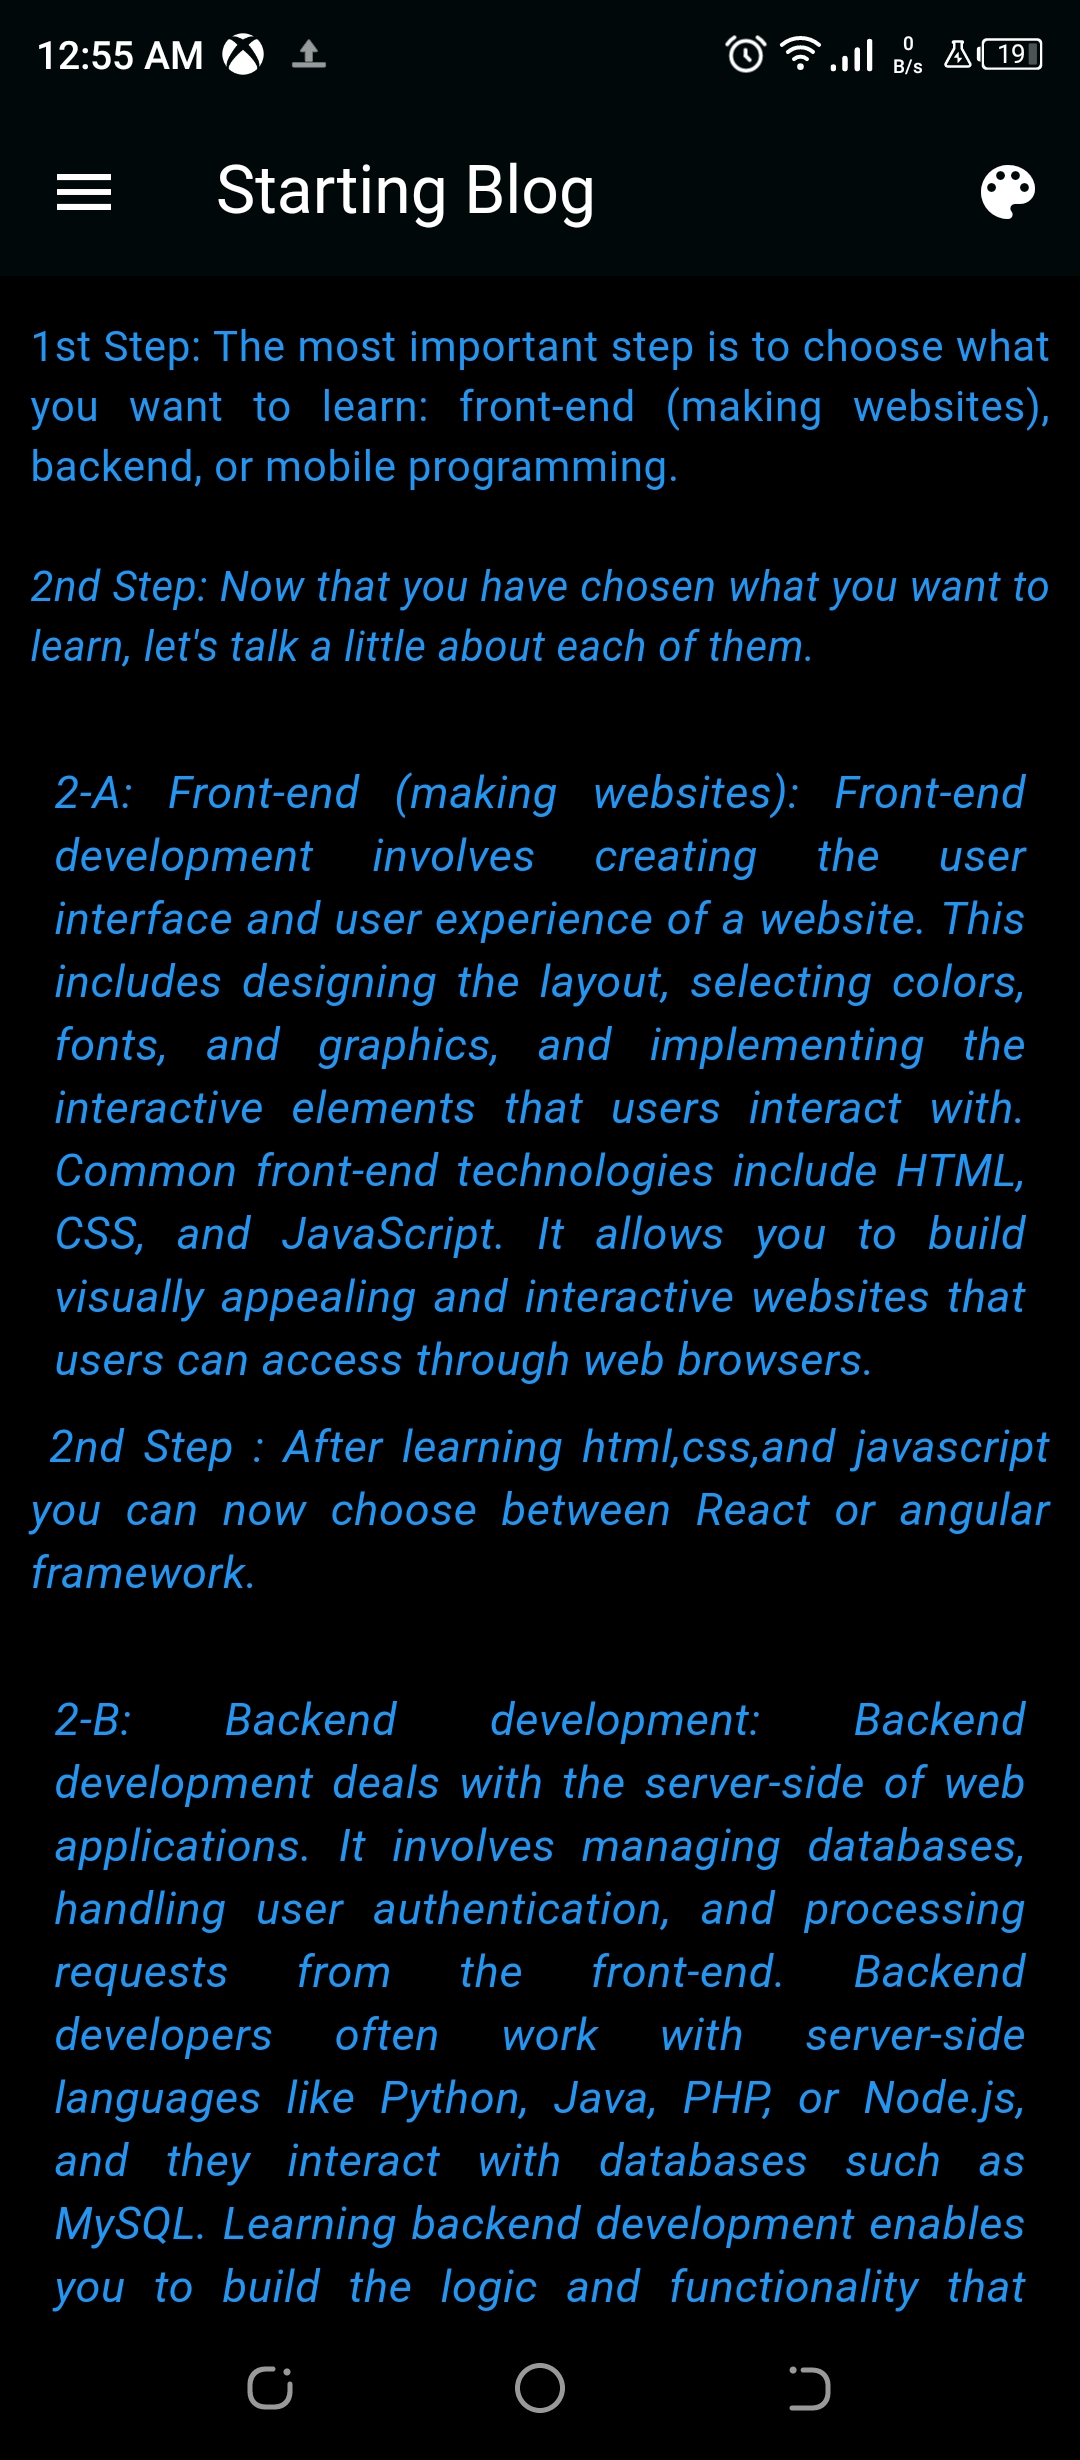 12:55 AM
0
B/s
19
Starting Blog
1st Step: The most important step is to choose what
you want to learn: front-end (making websites),
backend, or mobile programming.
2nd Step: Now that you have chosen what you want to
learn, let's talk a little about each of them.
2-A: Front-end (making websites): Front-end
development involves creating the user
interface and user experience of a website. This
includes designing the layout, selecting colors,
fonts, and graphics, and implementing the
interactive elements that users interact with.
Common front-end technologies include HTML,
CSS, and JavaScript. It allows you to build
visually appealing and interactive websites that
users can access through web browsers.
2nd Step : After learning html,css,and javascript
you can now choose between React or angular
framework.
2-B: Backend development: Backend
development deals with the server-side of web
applications. It involves managing databases,
handling user authentication, and processing
requests from the front-end. Backend
developers often work with server-side
languages like Python, Java, PHP, or Node.js,
and they interact with databases such as
MySQL. Learning backend development enables
you to build the logic and functionality that